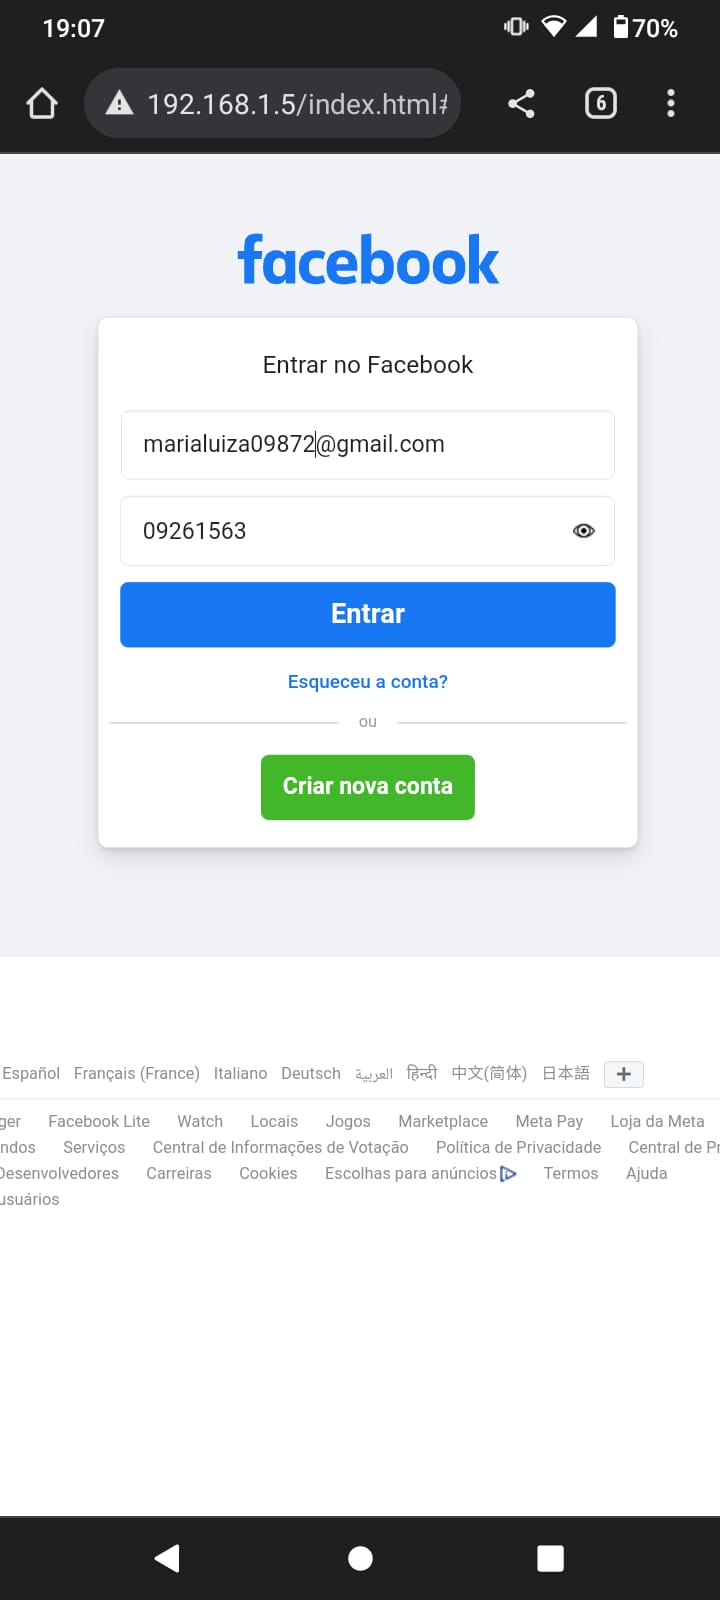 19:07 70%
192.168.1.5/index.html#
6
facebook
Entrar no Facebook
marialuiza09872@gmail.com
09261563
Entrar
Esqueceu a conta?
ou
Criar nova conta
Español Français (France) Italiano Deutsch العربية हिन्दी 中文(简体) 日本語 +
ger Facebook Lite Watch Locais Jogos Marketplace Meta Pay Loja da Meta
ndos Serviços Central de Informações de Votação Política de Privacidade Central de Pr
Desenvolvedores Carreiras Cookies Escolhas para anúncios Termos Ajuda
usuários